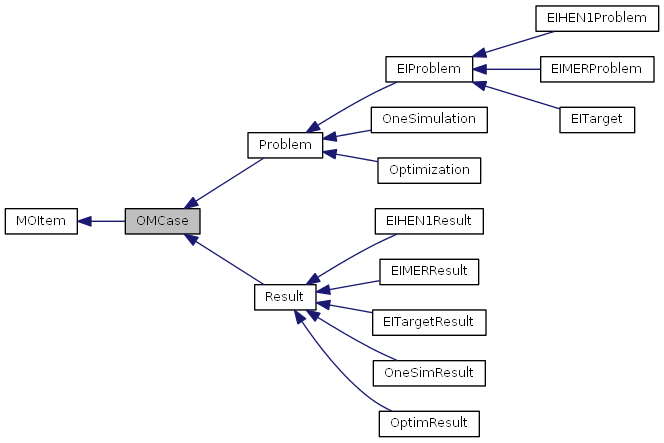 EIHEN1Problem
EIProblem
EIMERProblem
OneSimulation
EITarget
Problem
Optimization
MOItem
OMCase
EIHEN1Result
EIMERResult
Result
EITargetResult
OneSimResult
OptimResult